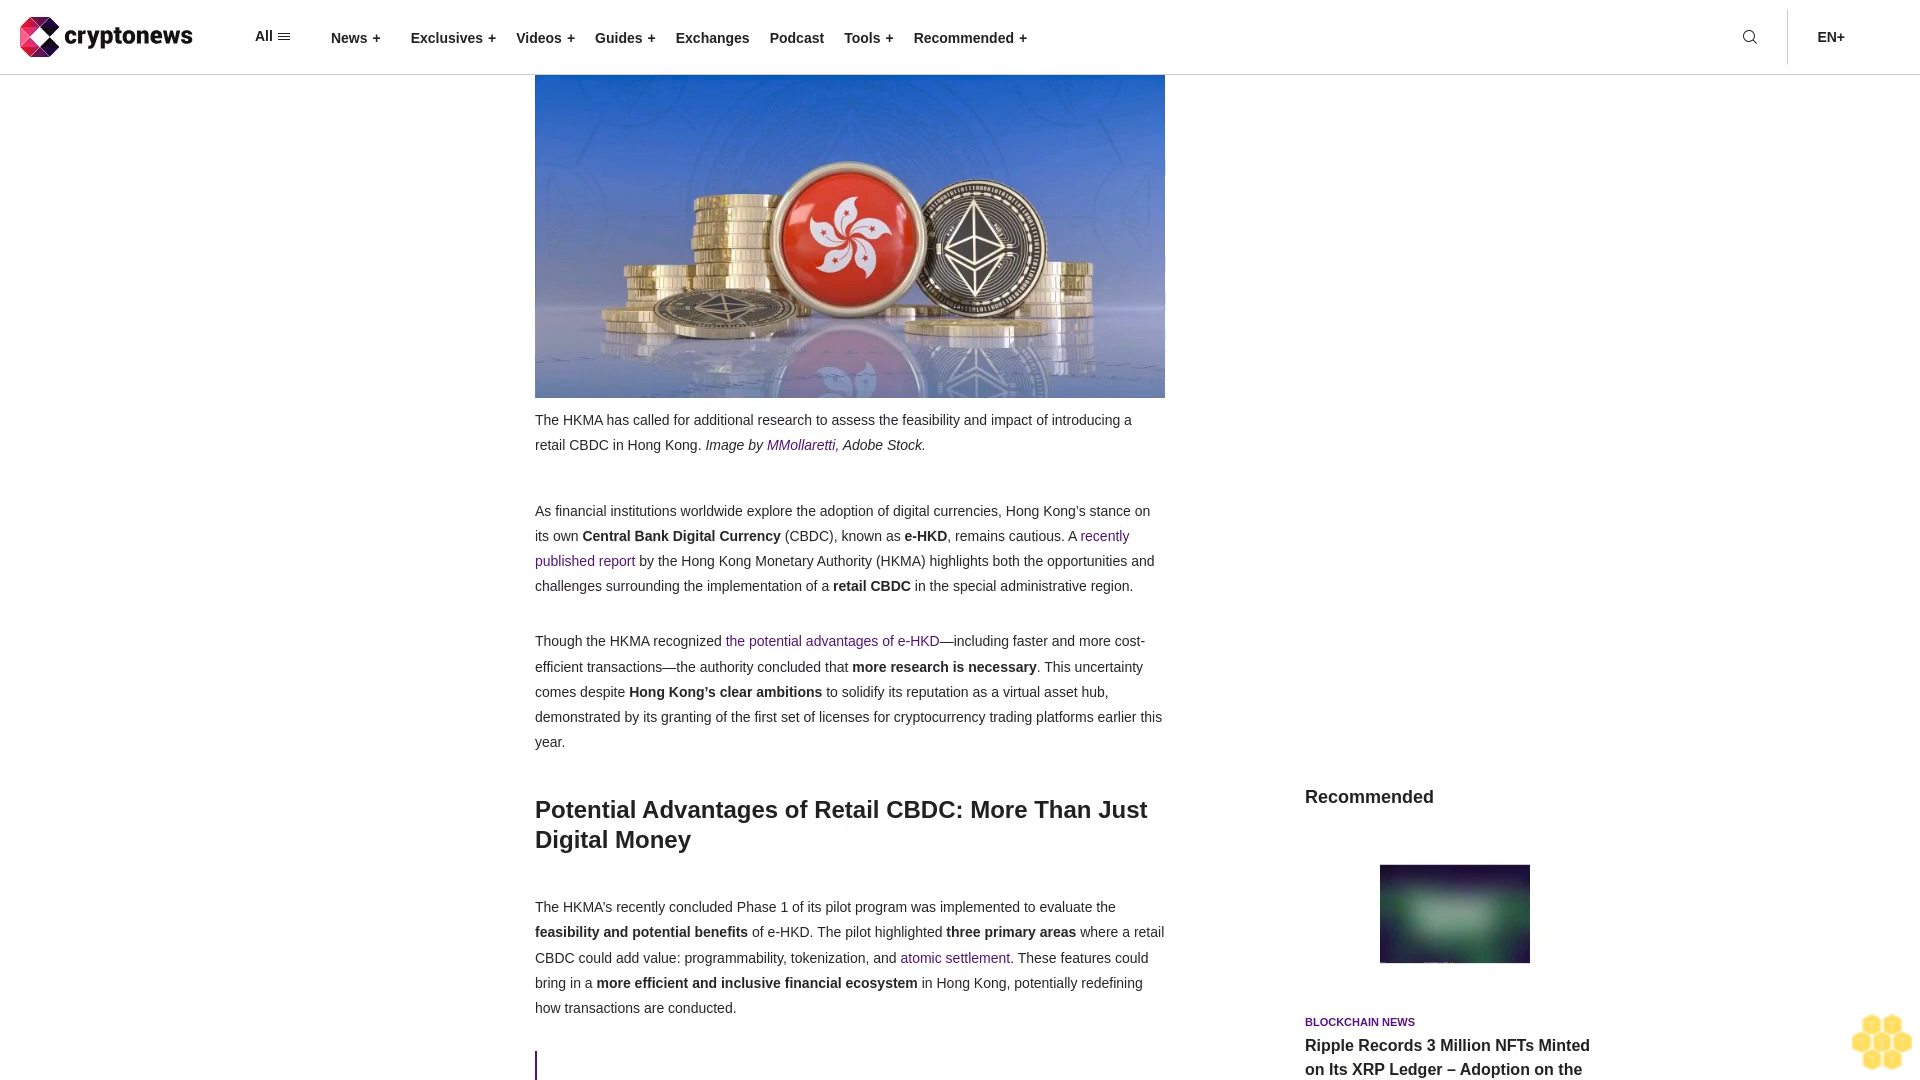 cryptonews
All
News +
Exclusives +
Videos +
Guides +
Exchanges
Podcast
Tools +
Recommended +
EN+
The HKMA has called for additional research to assess the feasibility and impact of introducing a
retail CBDC in Hong Kong. Image by MMollaretti, Adobe Stock.
As financial institutions worldwide explore the adoption of digital currencies, Hong Kong’s stance on
its own Central Bank Digital Currency (CBDC), known as e-HKD, remains cautious. A recently
published report by the Hong Kong Monetary Authority (HKMA) highlights both the opportunities and
challenges surrounding the implementation of a retail CBDC in the special administrative region.
Though the HKMA recognized the potential advantages of e-HKD—including faster and more cost-
efficient transactions—the authority concluded that more research is necessary. This uncertainty
comes despite Hong Kong’s clear ambitions to solidify its reputation as a virtual asset hub,
demonstrated by its granting of the first set of licenses for cryptocurrency trading platforms earlier this
year.
Potential Advantages of Retail CBDC: More Than Just
Digital Money
The HKMA’s recently concluded Phase 1 of its pilot program was implemented to evaluate the
feasibility and potential benefits of e-HKD. The pilot highlighted three primary areas where a retail
CBDC could add value: programmability, tokenization, and atomic settlement. These features could
bring in a more efficient and inclusive financial ecosystem in Hong Kong, potentially redefining
how transactions are conducted.
Recommended
BLOCKCHAIN NEWS
Ripple Records 3 Million NFTs Minted
on Its XRP Ledger – Adoption on the